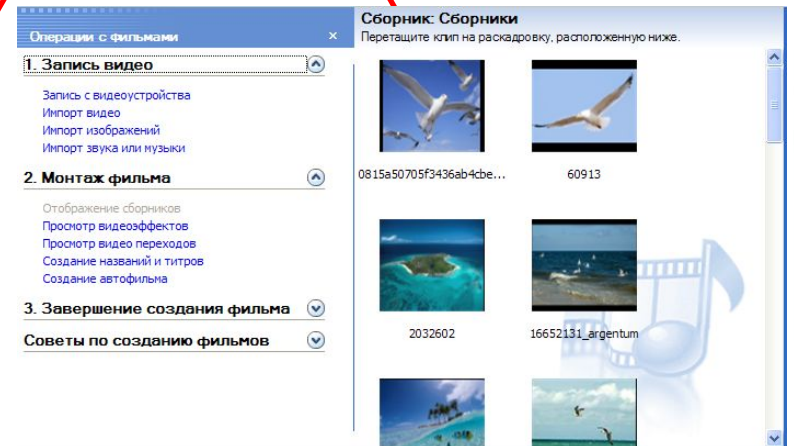 Операции с фильмами
1. Запись видео
Запись с видеоустройства
Импорт видео
Импорт изображений
Импорт звука или музыки
2. Монтаж фильма
Отображение сборников
Просмотр видеоэффектов
Просмотр видео переходов
Создание названий и титров
Создание автофильма
3. Завершение создания фильма
Советы по созданию фильмов
Сборник: Сборники
Перетащите клип на раскадровку, расположенную ниже.
0815a50705f3436ab4cbe...
60913
2032602
16652131_argentum